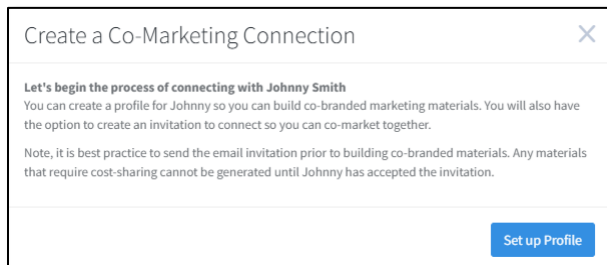 Create a Co-Marketing Connection
Let's begin the process of connecting with Johnny Smith
You can create a profile for Johnny so you can build co-branded marketing materials. You will also have
the option to create an invitation to connect so you can co-market together.
Note, it is best practice to send the email invitation prior to building co-branded materials. Any materials
that require cost-sharing cannot be generated until Johnny has accepted the invitation.
Set up Profile